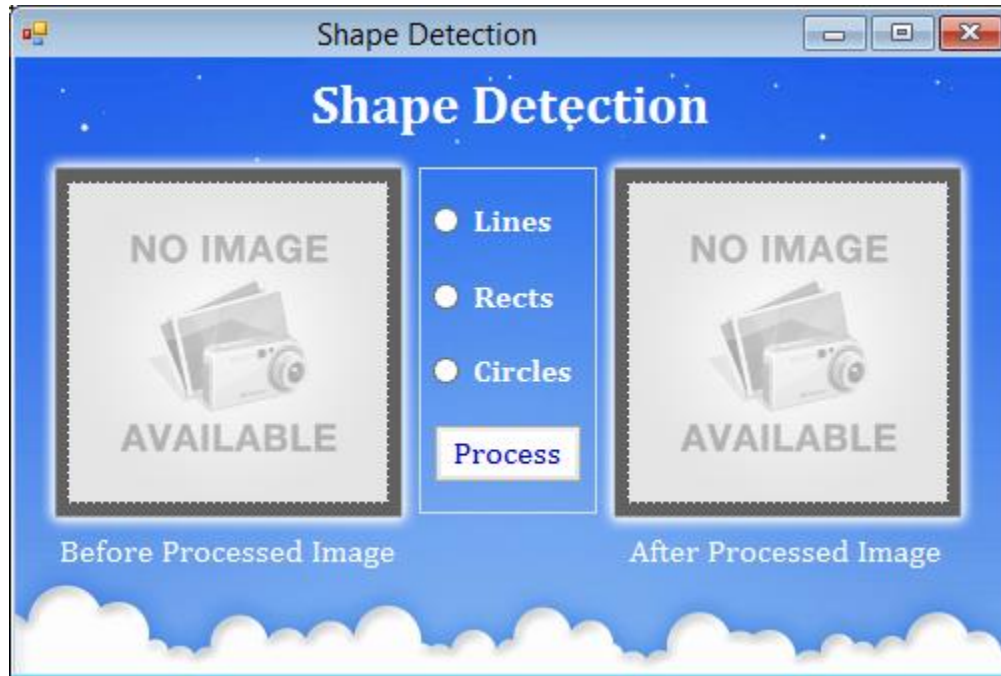 Shape Detection
Shape Detection
NO IMAGE
AVAILABLE
Before Processed Image
Lines
Rects
Circles
Process
NO IMAGE
AVAILABLE
After Processed Image